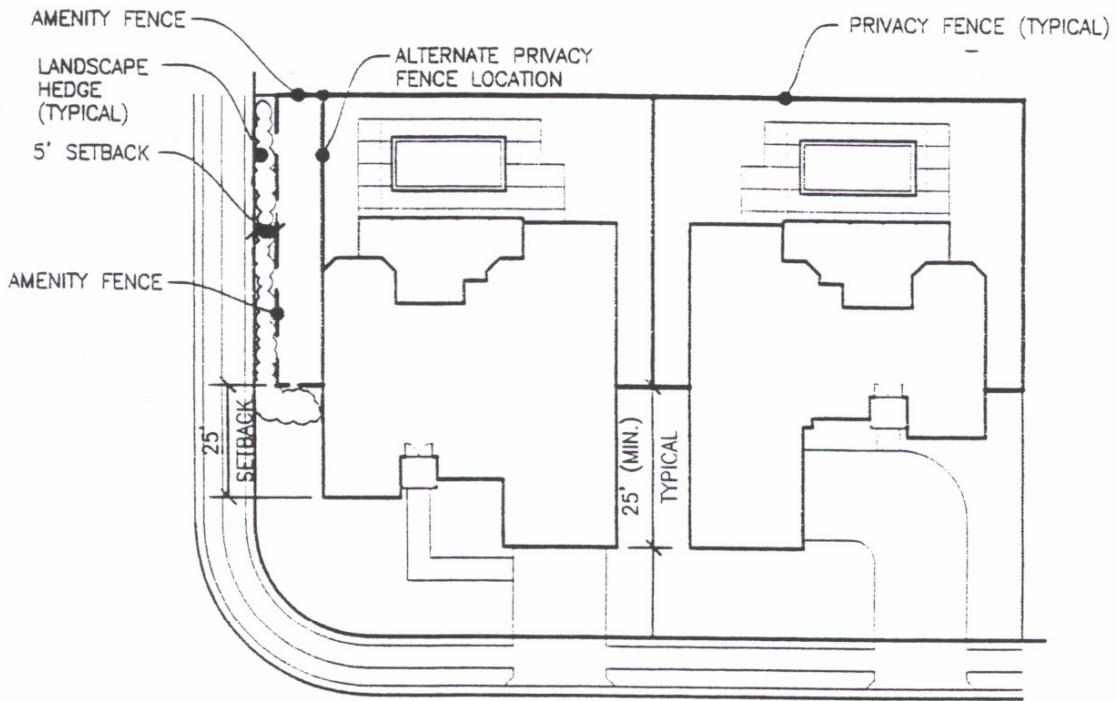 AMENITY FENCE
PRIVACY FENCE (TYPICAL)
ALTERNATE PRIVACY
FENCE LOCATION
LANDSCAPE
HEDGE
(TYPICAL)
5' SETBACK
AMENITY FENCE
25'
SETBACK
25' (MIN.)
TYPICAL